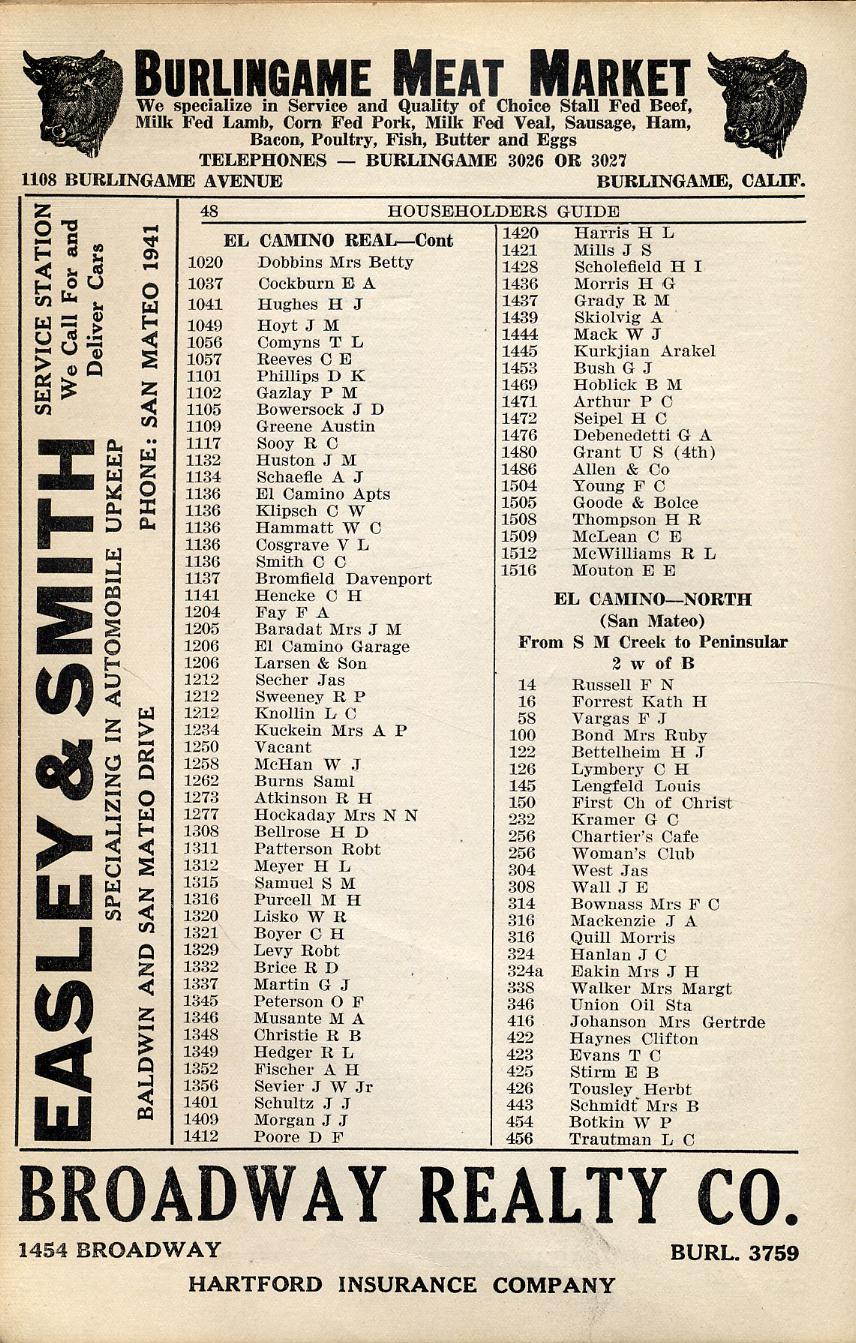 BURLINGAME MEAT MARKET
We specialize in Service and Quality of Choice Stall Fed Beef,
Milk Fed Lamb, Corn Fed Pork, Milk Fed Veal, Sausage, Ham,
Bacon, Poultry, Fish, Butter and Eggs
TELEPHONES — BURLINGAME 3026 OR 3027
1108 BURLINGAME AVENUE BURLINGAME, CALIF.
EASLEY & SMITH
SERVICE STATION
We Call For and
Deliver Cars
SPECIALIZING IN AUTOMOBILE UPKEEP
BALDWIN AND SAN MATEO DRIVE PHONE: SAN MATEO 1941
48 HOUSEHOLDERS GUIDE
EL CAMINO REAL—Cont
1020 Dobbins Mrs Betty
1037 Cockburn E A
1041 Hughes H J
1049 Hoyt J M
1056 Comyns T L
1057 Reeves C E
1101 Phillips D K
1102 Gazlay P M
1105 Bowersock J D
1109 Greene Austin
1117 Sooy R C
1132 Huston J M
1134 Schaefle A J
1136 El Camino Apts
1136 Klipsch C W
1136 Hammatt W C
1136 Cosgrave V L
1136 Smith C C
1137 Bromfield Davenport
1141 Hencke C H
1204 Fay F A
1205 Baradat Mrs J M
1206 El Camino Garage
1206 Larsen & Son
1212 Secher Jas
1212 Sweeney R P
1212 Knollin L C
1234 Kuckein Mrs A P
1250 Vacant
1258 McHan W J
1262 Burns Saml
1273 Atkinson R H
1277 Hockaday Mrs N N
1308 Bellrose H D
1311 Patterson Robt
1312 Meyer H L
1315 Samuel S M
1316 Purcell M H
1320 Lisko W R
1321 Boyer C H
1329 Levy Robt
1332 Brice R D
1337 Martin G J
1345 Peterson O F
1346 Musante M A
1348 Christie R B
1349 Hedger R L
1352 Fischer A H
1356 Sevier J W Jr
1401 Schultz J J
1409 Morgan J J
1412 Poore D F
1420 Harris H L
1421 Mills J S
1428 Scholefield H I
1436 Morris H G
1437 Grady R M
1439 Skiolvig A
1444 Mack W J
1445 Kurkjian Arakel
1453 Bush G J
1469 Hoblick B M
1471 Arthur P C
1472 Seipel H C
1476 Debenedetti G A
1480 Grant U S (4th)
1486 Allen & Co
1504 Young F C
1505 Goode & Bolce
1508 Thompson H R
1509 McLean C E
1512 McWilliams R L
1516 Mouton E E
EL CAMINO—NORTH
(San Mateo)
From S M Creek to Peninsular
2 w of B
14 Russell F N
16 Forrest Kath H
58 Vargas F J
100 Bond Mrs Ruby
122 Bettelheim H J
126 Lymbery C H
145 Lengfeld Louis
150 First Ch of Christ
232 Kramer G C
256 Chartier's Cafe
256 Woman's Club
304 West Jas
308 Wall J E
314 Bownass Mrs F C
316 Mackenzie J A
316 Quill Morris
324 Hanlan J C
324a Eakin Mrs J H
338 Walker Mrs Margt
346 Union Oil Sta
416 Johanson Mrs Gertrde
422 Haynes Clifton
423 Evans T C
425 Stirm E B
426 Tousley Herbt
443 Schmidt Mrs B
454 Botkin W P
456 Trautman L C
BROADWAY REALTY CO.
1454 BROADWAY BURL. 3759
HARTFORD INSURANCE COMPANY